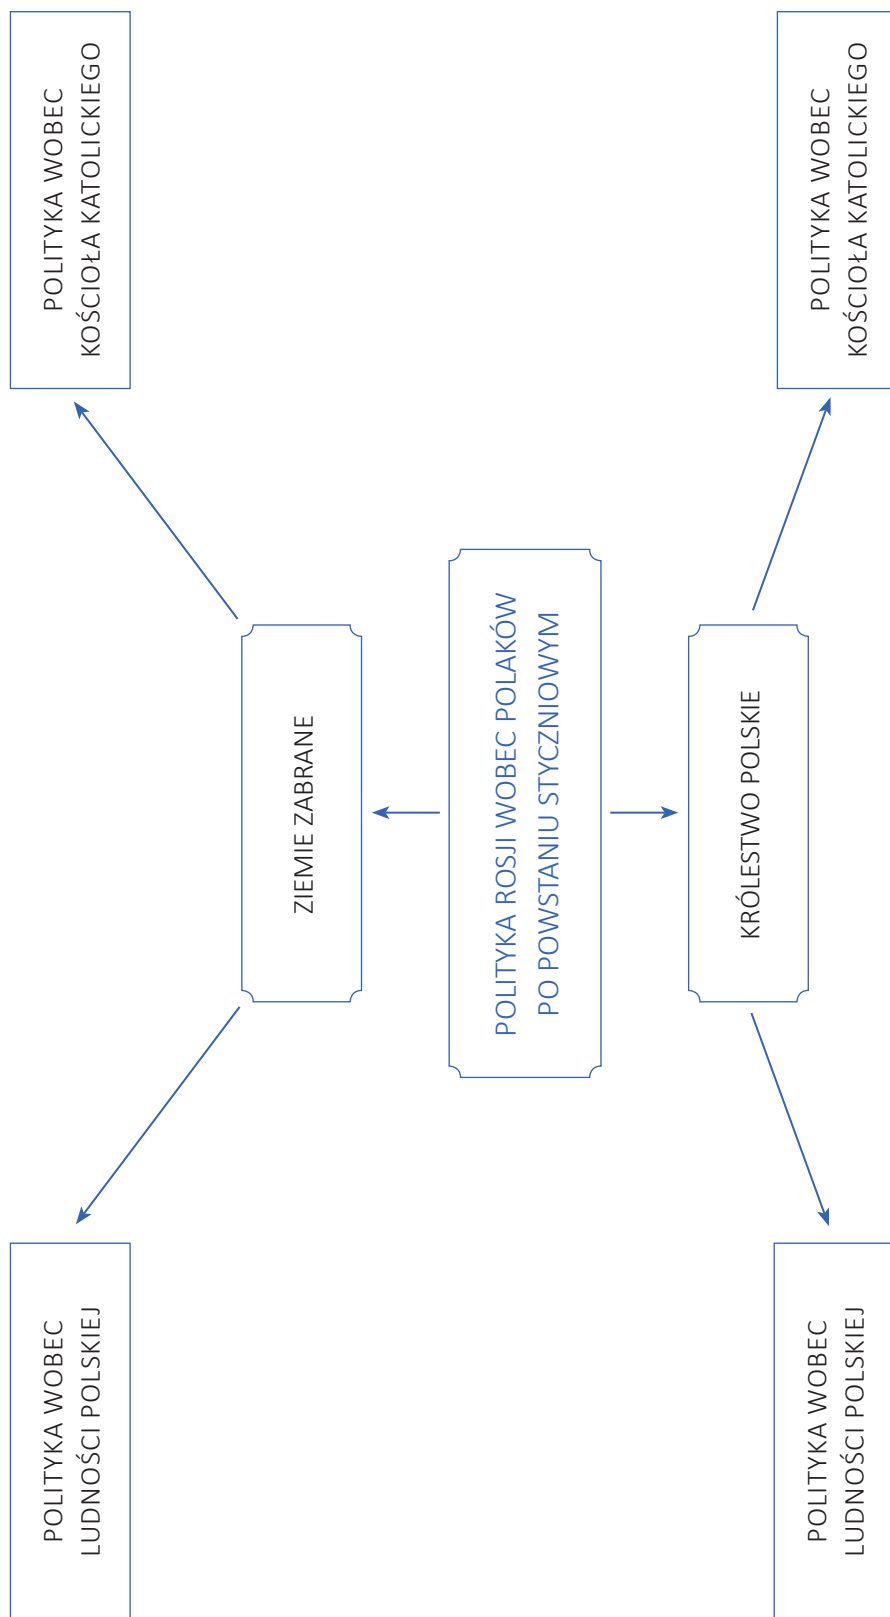 POLITYKA WOBEC
LUDNOŚCI POLSKIEJ
POLITYKA WOBEC
KOŚCIOŁA KATOLICKIEGO
ZIEMIE ZABRANE
POLITYKA ROSJI WOBEC POLAKÓW
PO POWSTANIU STYCZNIOWYM
KRÓLESTWO POLSKIE
POLITYKA WOBEC
LUDNOŚCI POLSKIEJ
POLITYKA WOBEC
KOŚCIOŁA KATOLICKIEGO